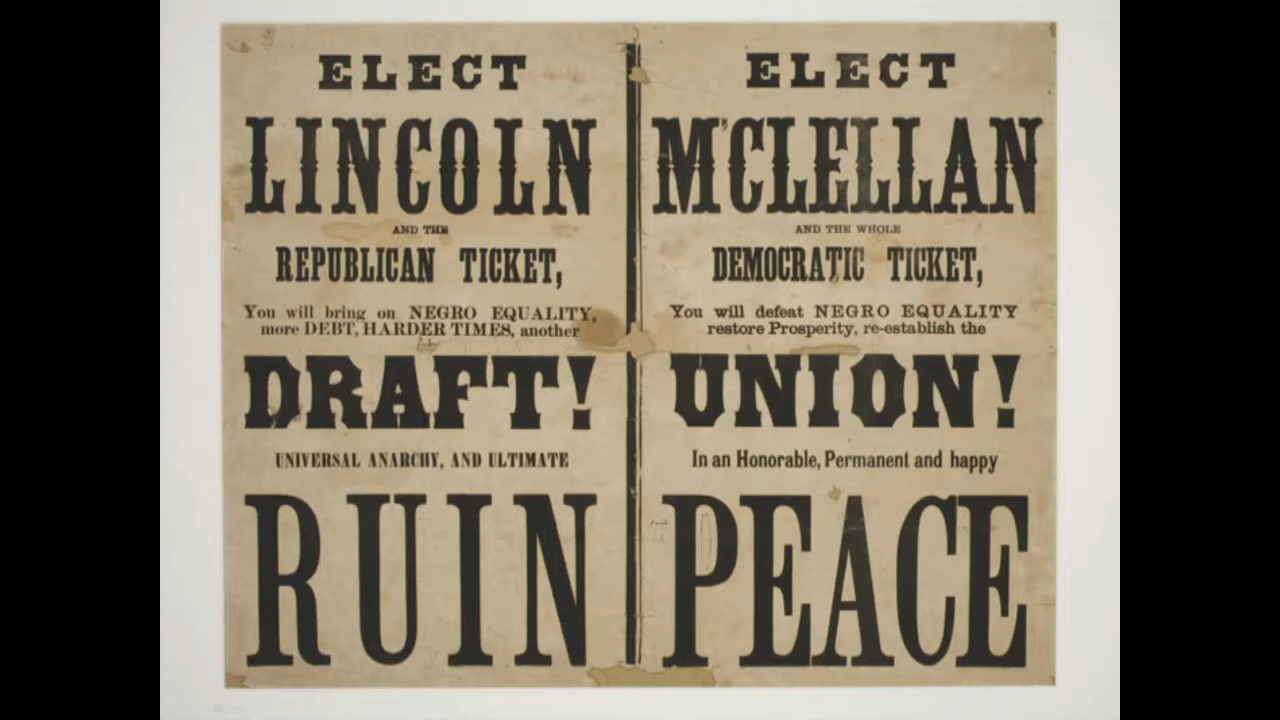 ELECT
LINCOLN
AND THE
REPUBLICAN TICKET,
You will bring on NEGRO EQUALITY,
more DEBT, HARDER TIMES, another
DRAFT!
UNIVERSAL ANARCHY, AND ULTIMATE
RUIN
ELECT
M'CLELLAN
AND THE WHOLE
DEMOCRATIC TICKET,
You will defeat NEGRO EQUALITY
restore Prosperity, re-establish the
UNION!
In an Honorable, Permanent and happy
PEACE